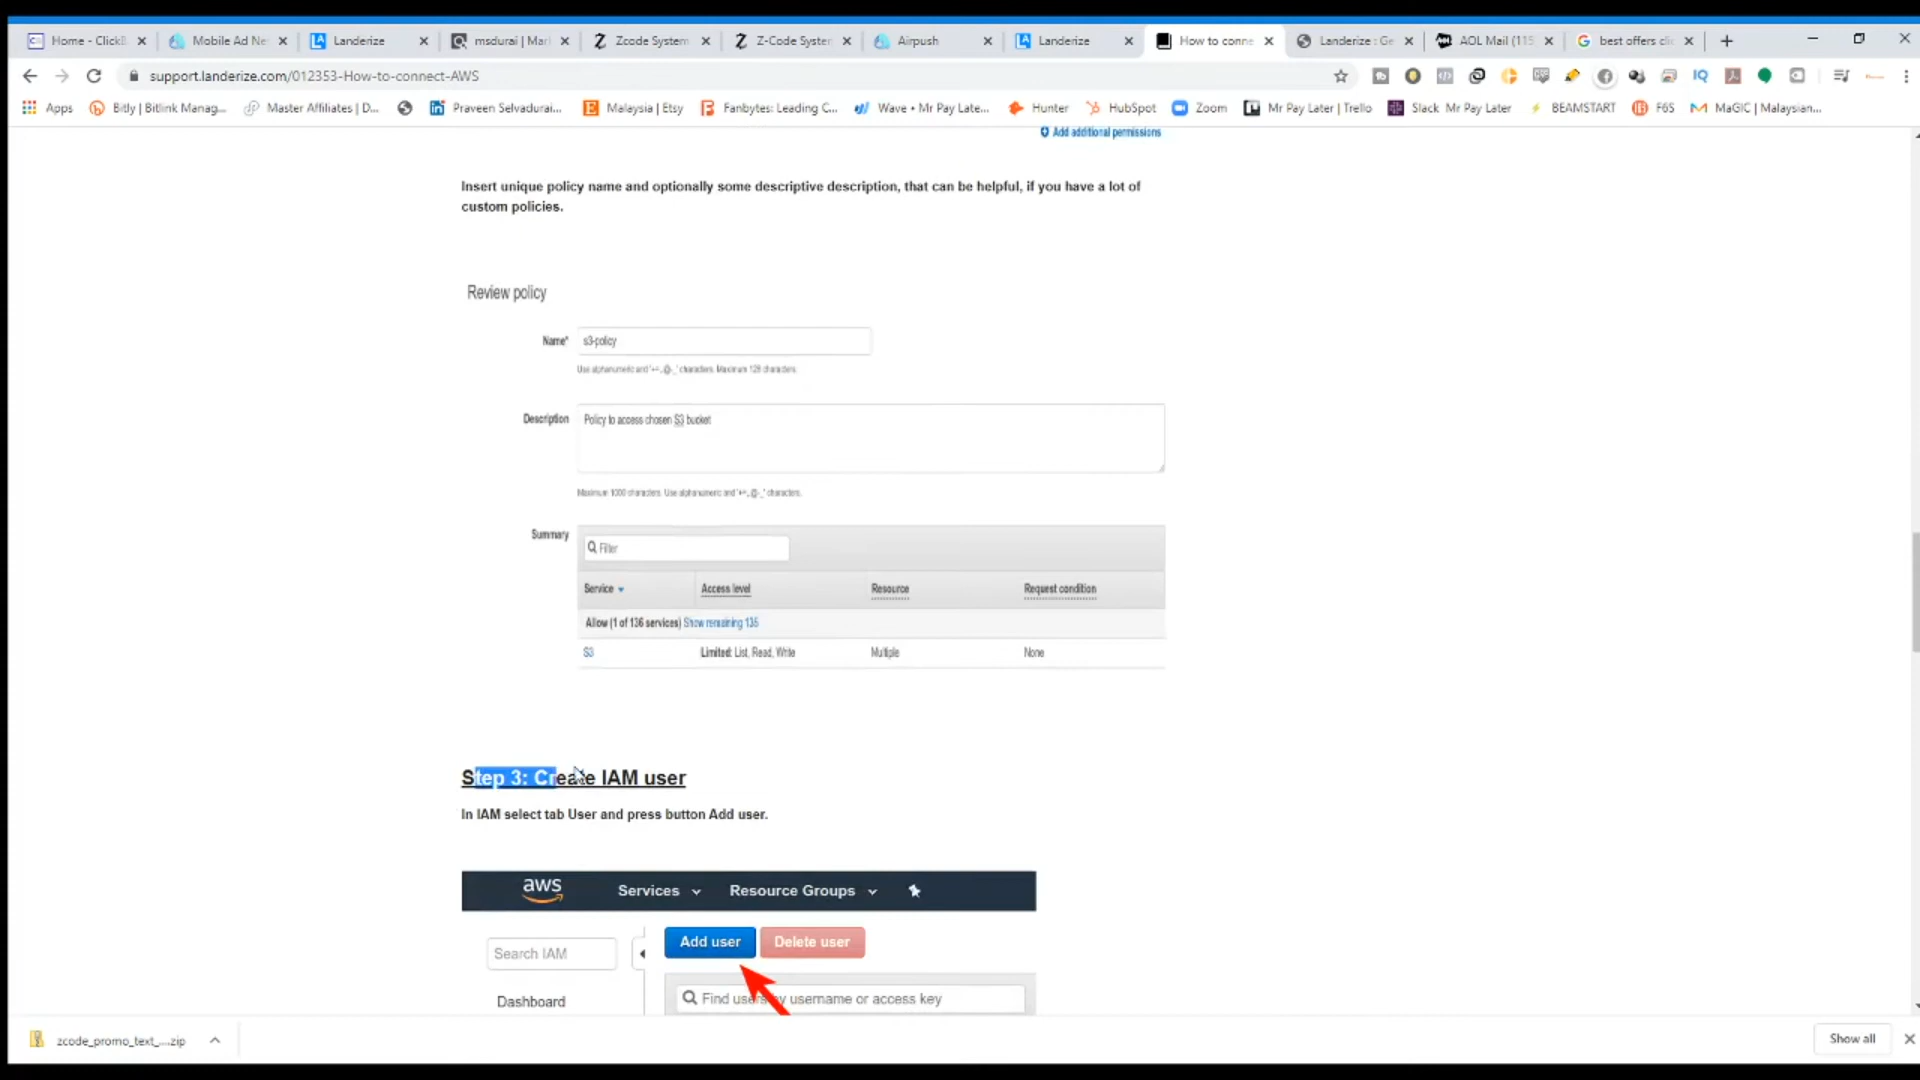 Home - ClickB
Mobile Ad Ne
Landerize
msdurai | Mar
Zcode System
Z-Code System
Airpush
Landerize
How to conne
Landerize : Ge
AOL Mail (115
best offers cli
support.landerize.com/012353-How-to-connect-AWS
Apps
Bitly | Bitlink Manag...
Master Affiliates | D...
Praveen Selvadurai...
Malaysia | Etsy
Fanbytes: Leading C...
Wave • Mr Pay Late...
Hunter
HubSpot
Zoom
Mr Pay Later | Trello
Slack Mr Pay Later
BEAMSTART
F6S
MaGIC | Malaysian...
Add additional permissions
Insert unique policy name and optionally some descriptive description, that can be helpful, if you have a lot of
custom policies.
Review policy
Name*
s3-policy
Use alphanumeric and '+=,.@-_' characters. Maximum 128 characters.
Description
Policy to access chosen S3 bucket
Maximum 1000 characters. Use alphanumeric and '+=,.@-_' characters.
Summary
Filter
Service Access level Resource Request condition
Allow (1 of 136 services) Show remaining 135
S3 Limited: List, Read, Write Multiple None
Step 3: Create IAM user
In IAM select tab User and press button Add user.
aws Services Resource Groups
Add user Delete user
Search IAM
Find users by username or access key
Dashboard
zcode_promo_text_....zip
Show all